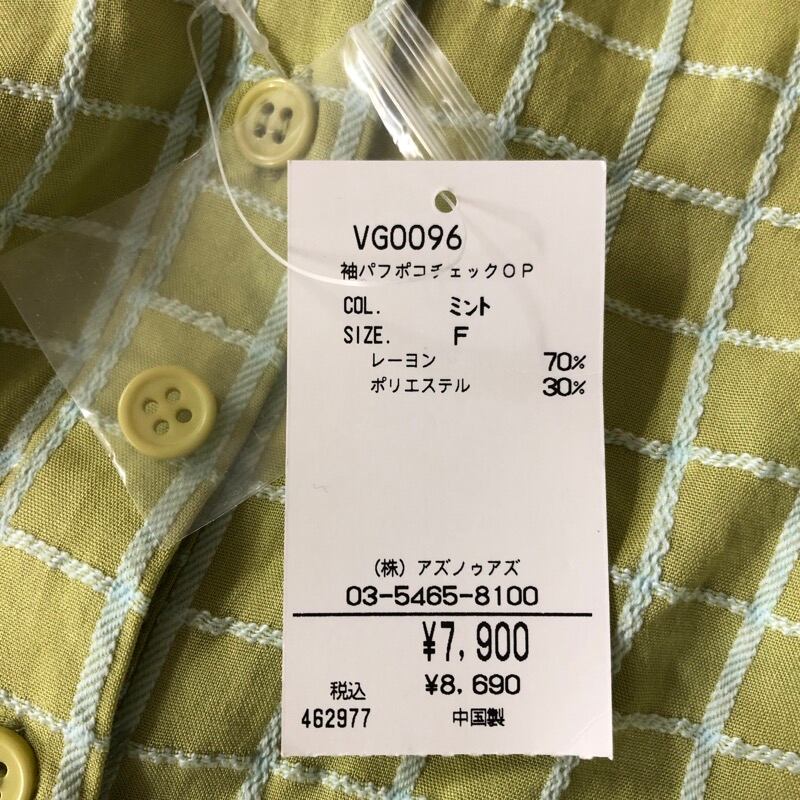 VG0096
袖パフポコチェックOP
COL. ミント
SIZE. F
レーヨン 70%
ポリエステル 30%
(株) アズノゥアズ
03-5465-8100
¥7,900
税込 ¥8,690
462977 中国製